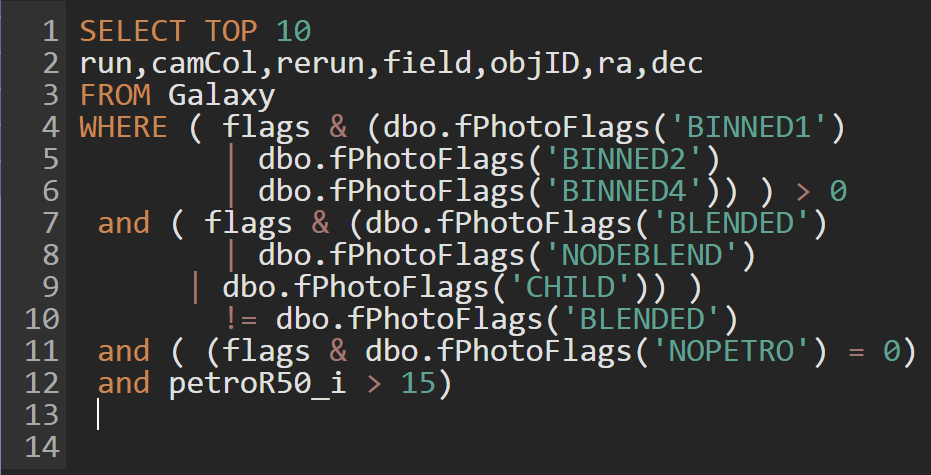 1 SELECT TOP 10
2 run,camCol,rerun,field,objID,ra,dec
3 FROM Galaxy
4 WHERE ( flags & (dbo.fPhotoFlags('BINNED1')
5 | dbo.fPhotoFlags('BINNED2')
6 | dbo.fPhotoFlags('BINNED4')) ) > 0
7 and ( flags & (dbo.fPhotoFlags('BLENDED')
8 | dbo.fPhotoFlags('NODEBLEND')
9 | dbo.fPhotoFlags('CHILD')) )
10 != dbo.fPhotoFlags('BLENDED')
11 and ( (flags & dbo.fPhotoFlags('NOPETRO') = 0)
12 and petroR50_i > 15)
13
14